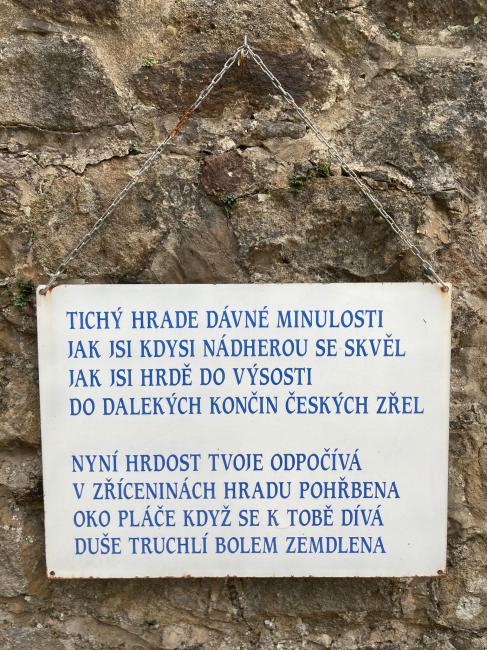 TICHÝ HRADE DÁVNÉ MINULOSTI
JAK JSI KDYSI NÁDHEROU SE SKVĚL
JAK JSI HRDĚ DO VÝSOSTI
DO DALEKÝCH KONČIN ČESKÝCH ZŘEL
NYNÍ HRDOST TVOJE ODPOČÍVÁ
V ZŘÍCENINÁCH HRADU POHŘBENA
OKO PLÁČE KDYŽ SE K TOBĚ DÍVÁ
DUŠE TRUCHLÍ BOLEM ZEMDLENA